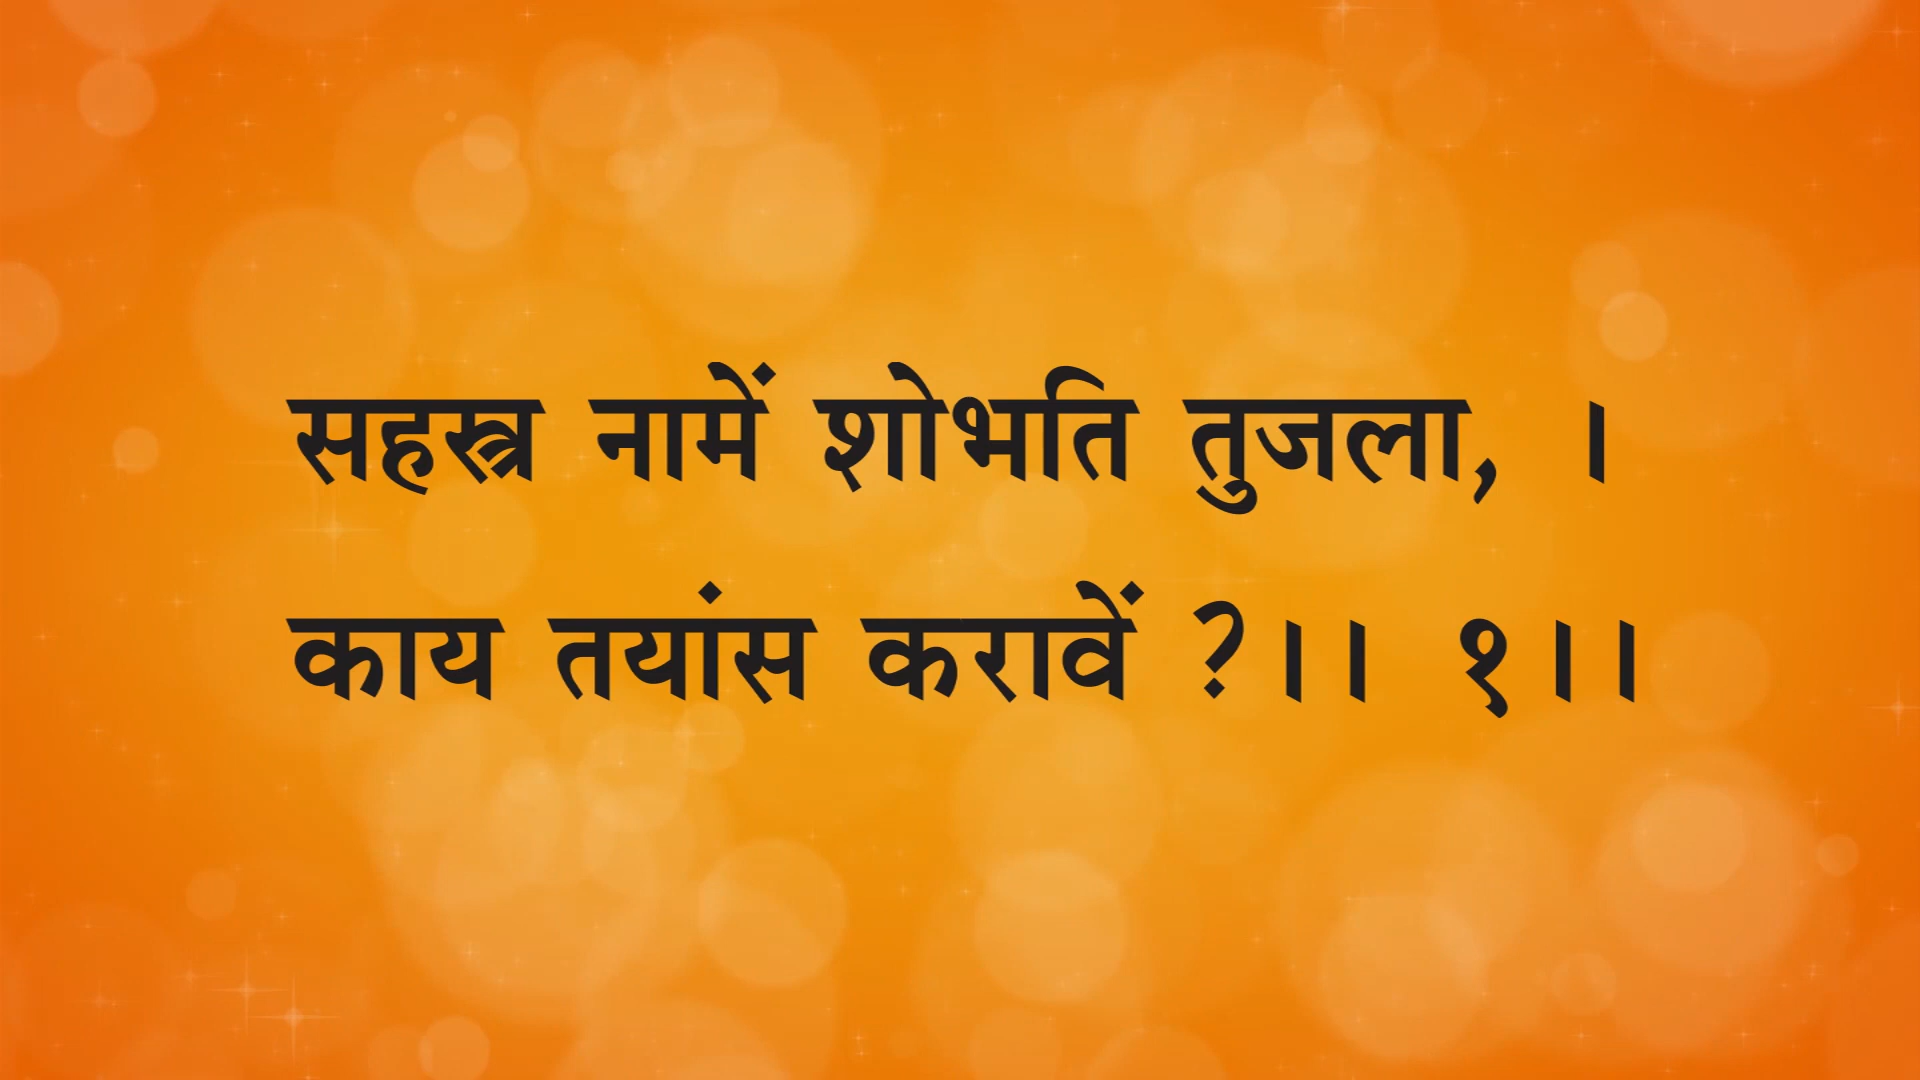 सहस्त्र नामें शोभति तुजला, ।
काय तयांस करावें ?।। १।।